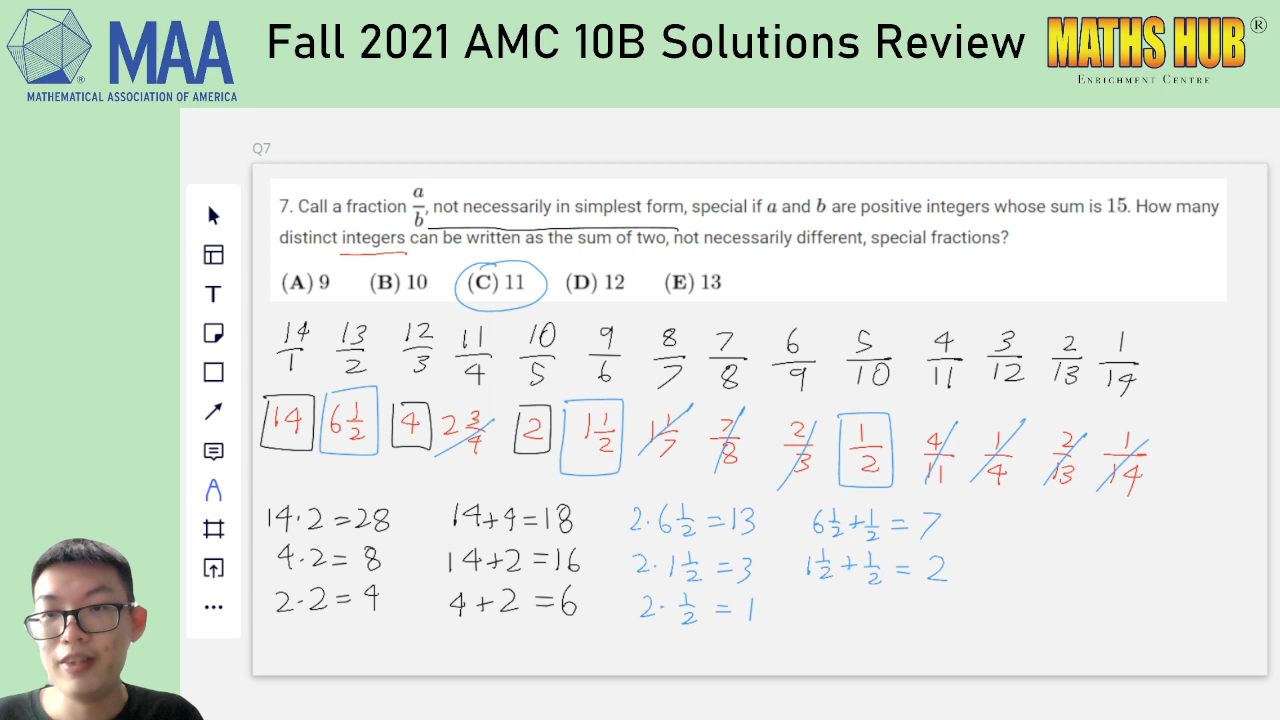 MAA
MATHEMATICAL ASSOCIATION OF AMERICA
Fall 2021 AMC 10B Solutions Review
MATHS HUB ®
ENRICHMENT CENTRE
Q7
7. Call a fraction a/b, not necessarily in simplest form, special if a and b are positive integers whose sum is 15. How many
distinct integers can be written as the sum of two, not necessarily different, special fractions?
(A) 9 (B) 10 (C) 11 (D) 12 (E) 13
14/1 13/2 12/3 11/4 10/5 9/6 8/7 7/8 6/9 5/10 4/11 3/12 2/13 1/14
14 6 1/2 4 2 3/4 2 1 1/2 1 1/7 7/8 2/3 1/2 4/11 1/4 2/13 1/14
14·2=28 14+4=18 2·6 1/2=13 6 1/2+1/2=7
4·2=8 14+2=16 2·1 1/2=3 1 1/2+1/2=2
2·2=4 4+2=6 2·1/2=1